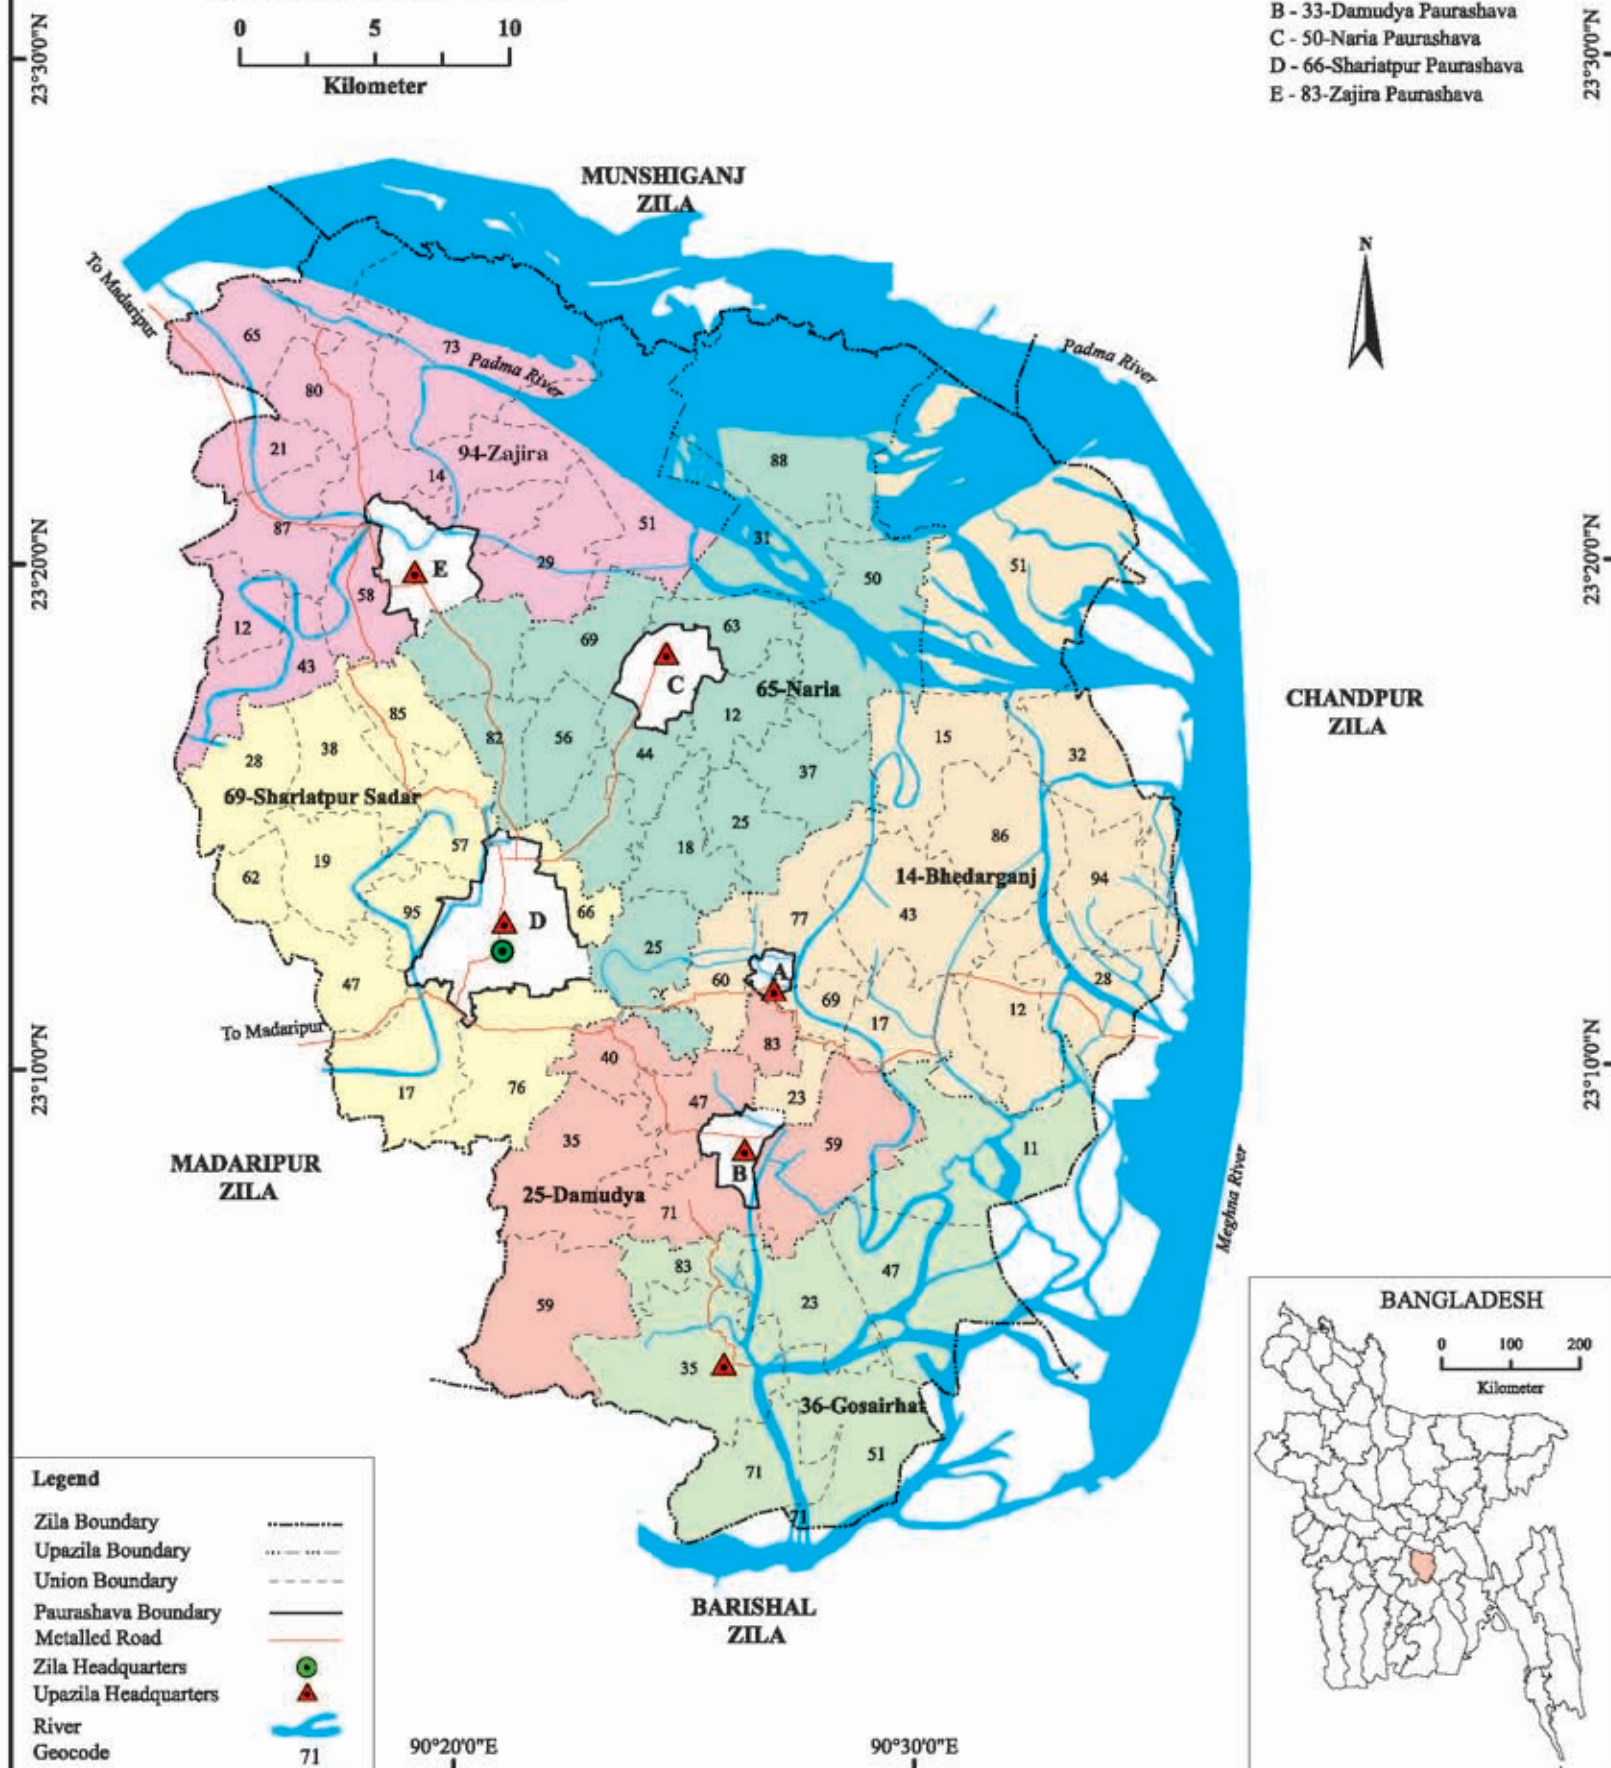 B - 33-Damudya Paurashava
0 5 10
C - 50-Naria Paurashava
D - 66-Shariatpur Paurashava
Kilometer
E - 83-Zajira Paurashava
23°30'0"N
23°30'0"N
MUNSHIGANJ
ZILA
N
To Madaripur
65
73
Padma River
Padma River
80
21
94-Zajira
88
14
51
87
31
23°20'0"N
23°20'0"N
E
29
50
51
58
12
69
63
43
C
65-Naria
CHANDPUR
ZILA
85
12
28
38
82
56
44
15
32
37
69-Shariatpur Sadar
25
57
18
86
19
62
14-Bhedarganj
94
95
D
66
77
43
25
47
60
A
69
28
17
12
To Madaripur
40
83
23°10'0"N
23°10'0"N
17
76
47
23
35
59
11
MADARIPUR
ZILA
B
25-Damudya
71
Meghna River
83
47
59
23
35
36-Gosairhat
71
51
71
BARISHAL
ZILA
BANGLADESH
0 100 200
Kilometer
Legend
Zila Boundary
Upazila Boundary
Union Boundary
Paurashava Boundary
Metalled Road
Zila Headquarters
Upazila Headquarters
River
Geocode 71
90°20'0"E
90°30'0"E